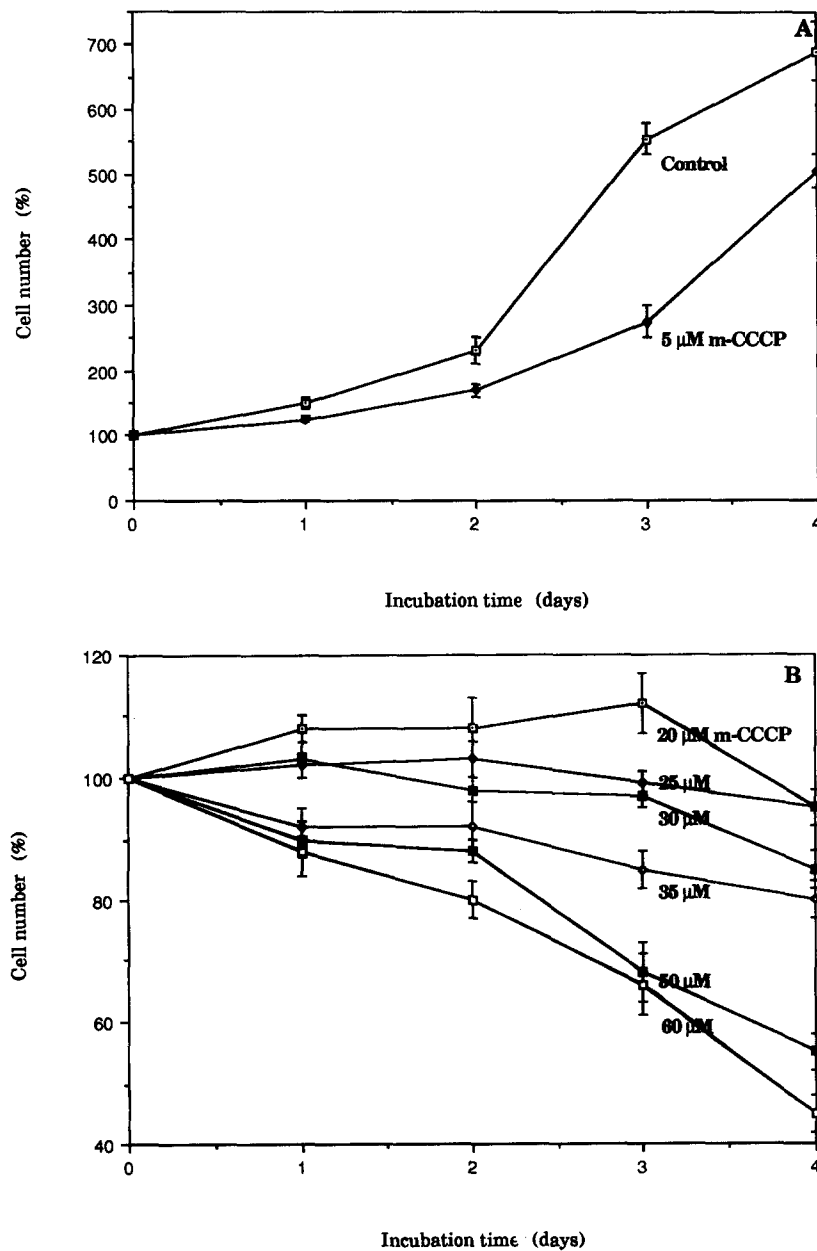 A
700
600
500
400
300
200
100
0
Control
5 µM m-CCCP
0 1 2 3 4
Cell number (%)
Incubation time (days)
B
120
100
80
60
40
20 µM m-CCCP
25 µM
30 µM
35 µM
50 µM
60 µM
0 1 2 3 4
Cell number (%)
Incubation time (days)